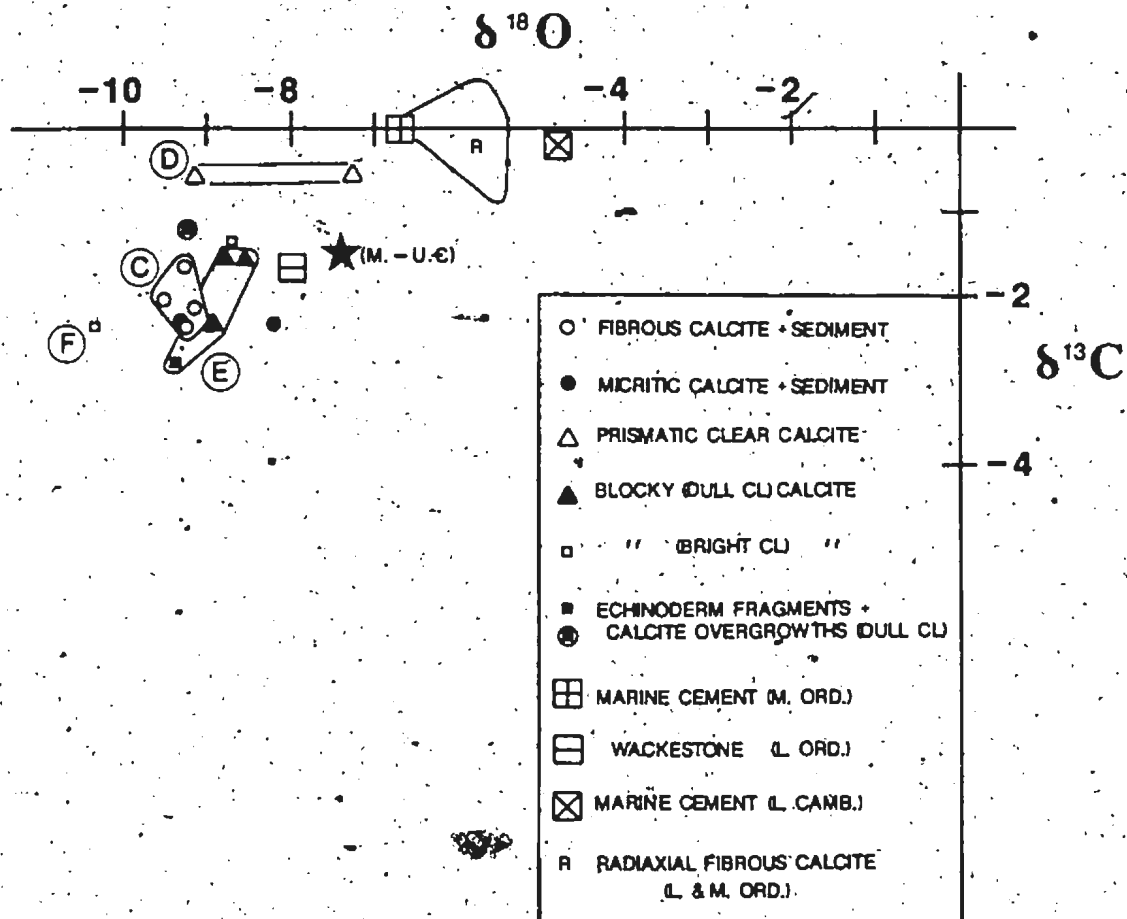 δ ¹⁸O
-10 -8 -4 -2
R
D
(M. - U.Є)
C
F
E
-2
δ ¹³C
-4
○ FIBROUS CALCITE + SEDIMENT
● MICRITIC CALCITE + SEDIMENT
△ PRISMATIC CLEAR CALCITE
▲ BLOCKY (DULL CL) CALCITE
□ " (BRIGHT CL) "
■ ECHINODERM FRAGMENTS +
CALCITE OVERGROWTHS (DULL CL)
MARINE CEMENT (M. ORD.)
WACKESTONE (L. ORD.)
MARINE CEMENT (L. CAMB.)
R RADIAXIAL FIBROUS CALCITE
(L. & M. ORD.)